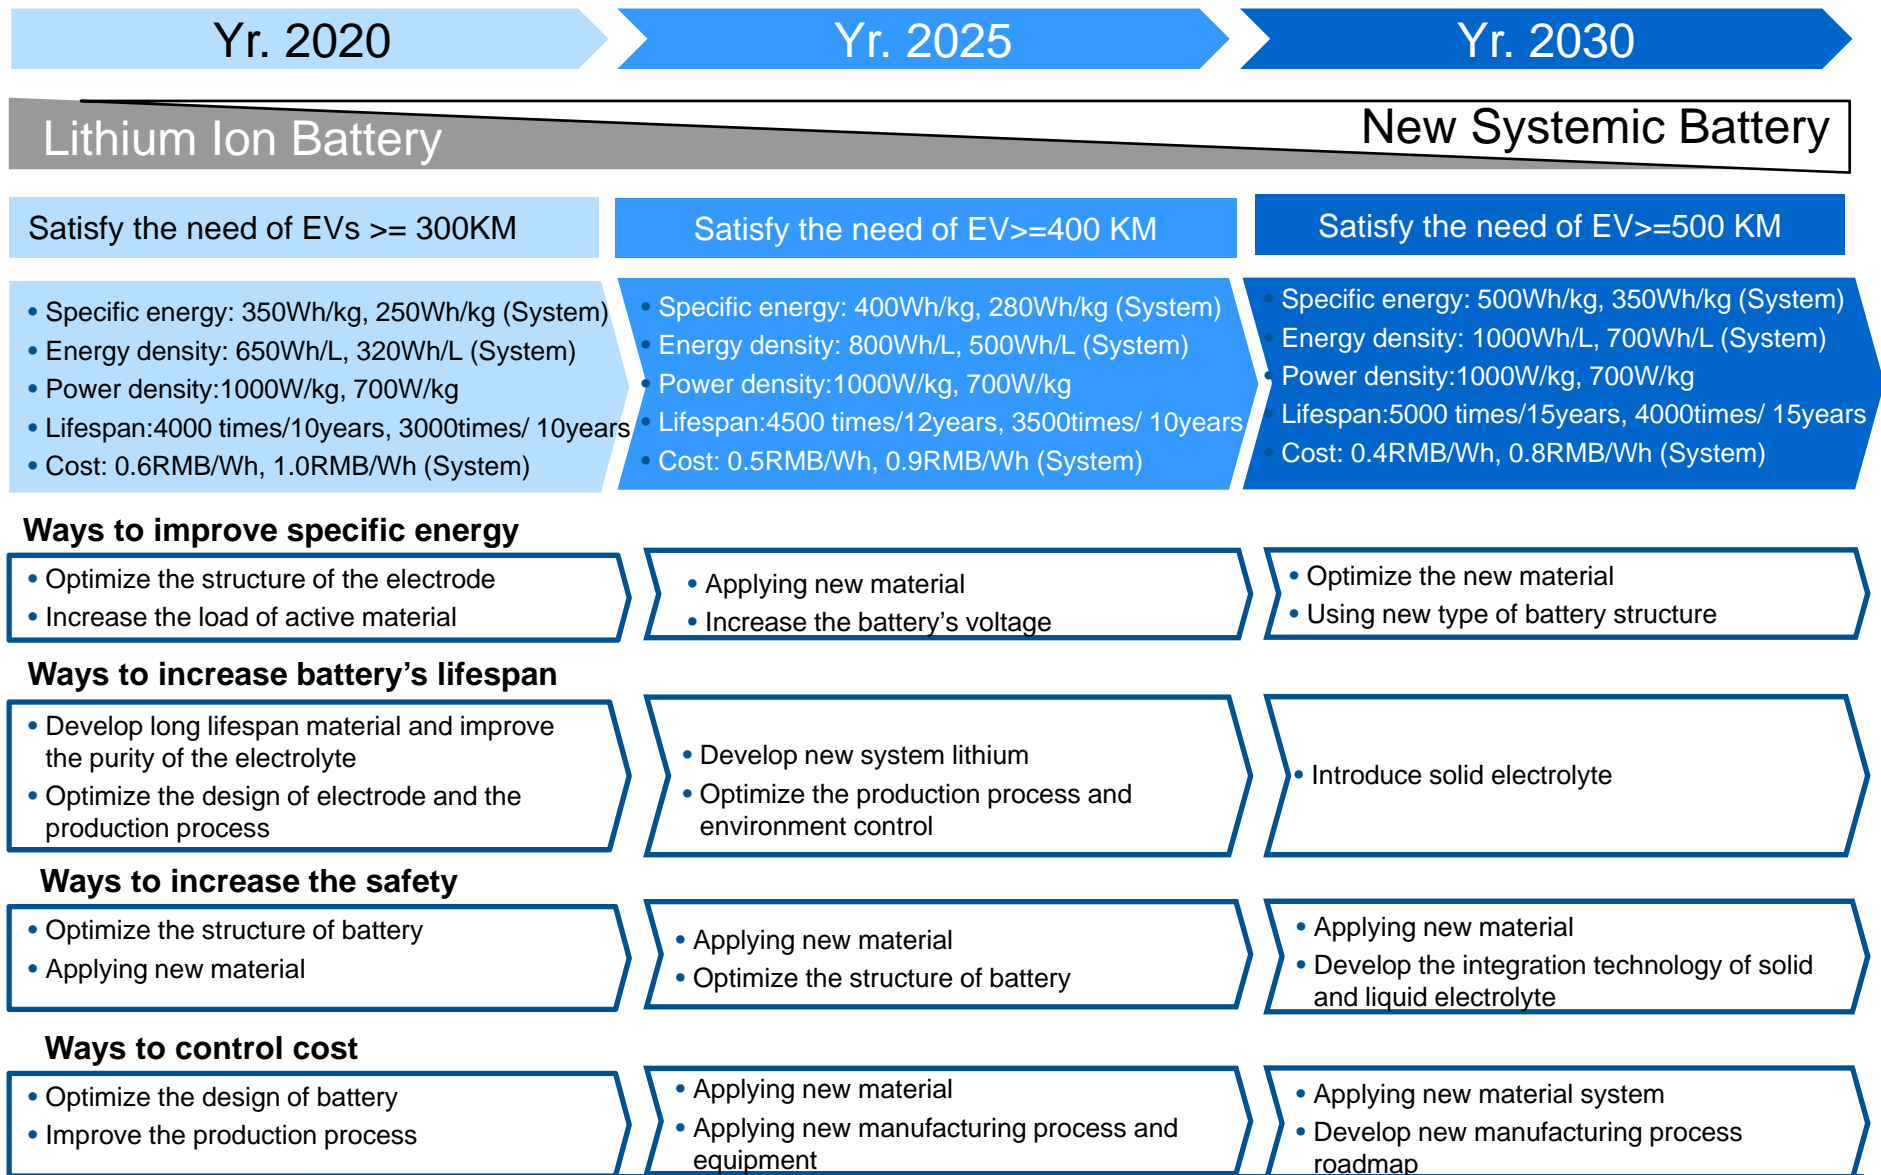 Yr. 2020
Yr. 2025
Yr. 2030
Lithium Ion Battery
New Systemic Battery
Satisfy the need of EVs >= 300KM
Satisfy the need of EV>=400 KM
Satisfy the need of EV>=500 KM
• Specific energy: 350Wh/kg, 250Wh/kg (System)
• Energy density: 650Wh/L, 320Wh/L (System)
• Power density:1000W/kg, 700W/kg
• Lifespan:4000 times/10years, 3000times/ 10years
• Cost: 0.6RMB/Wh, 1.0RMB/Wh (System)
• Specific energy: 400Wh/kg, 280Wh/kg (System)
• Energy density: 800Wh/L, 500Wh/L (System)
• Power density:1000W/kg, 700W/kg
• Lifespan:4500 times/12years, 3500times/ 10years
• Cost: 0.5RMB/Wh, 0.9RMB/Wh (System)
• Specific energy: 500Wh/kg, 350Wh/kg (System)
• Energy density: 1000Wh/L, 700Wh/L (System)
• Power density:1000W/kg, 700W/kg
• Lifespan:5000 times/15years, 4000times/ 15years
• Cost: 0.4RMB/Wh, 0.8RMB/Wh (System)
Ways to improve specific energy
• Optimize the structure of the electrode
• Increase the load of active material
• Applying new material
• Increase the battery’s voltage
• Optimize the new material
• Using new type of battery structure
Ways to increase battery’s lifespan
• Develop long lifespan material and improve
the purity of the electrolyte
• Optimize the design of electrode and the
production process
• Develop new system lithium
• Optimize the production process and
environment control
• Introduce solid electrolyte
Ways to increase the safety
• Optimize the structure of battery
• Applying new material
• Applying new material
• Optimize the structure of battery
• Applying new material
• Develop the integration technology of solid
and liquid electrolyte
Ways to control cost
• Optimize the design of battery
• Improve the production process
• Applying new material
• Applying new manufacturing process and
equipment
• Applying new material system
• Develop new manufacturing process
roadmap